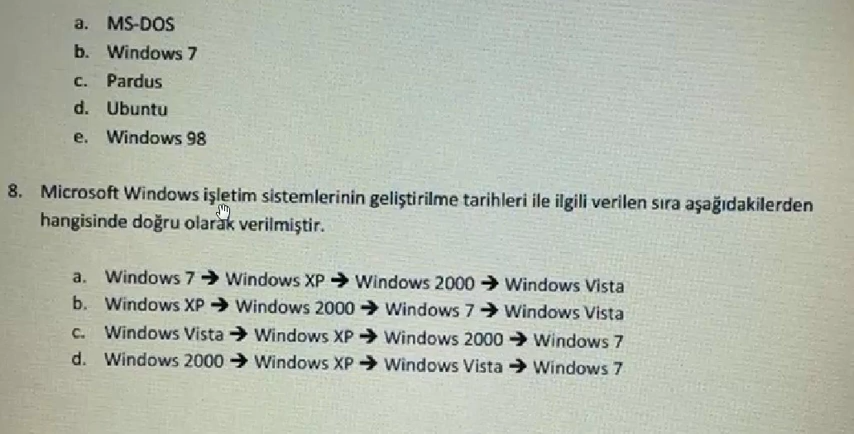 a. MS-DOS
b. Windows 7
c. Pardus
d. Ubuntu
e. Windows 98
8. Microsoft Windows işletim sistemlerinin geliştirilme tarihleri ile ilgili verilen sıra aşağıdakilerden
hangisinde doğru olarak verilmiştir.
a. Windows 7 → Windows XP → Windows 2000 → Windows Vista
b. Windows XP → Windows 2000 → Windows 7 → Windows Vista
c. Windows Vista → Windows XP → Windows 2000 → Windows 7
d. Windows 2000 → Windows XP → Windows Vista → Windows 7